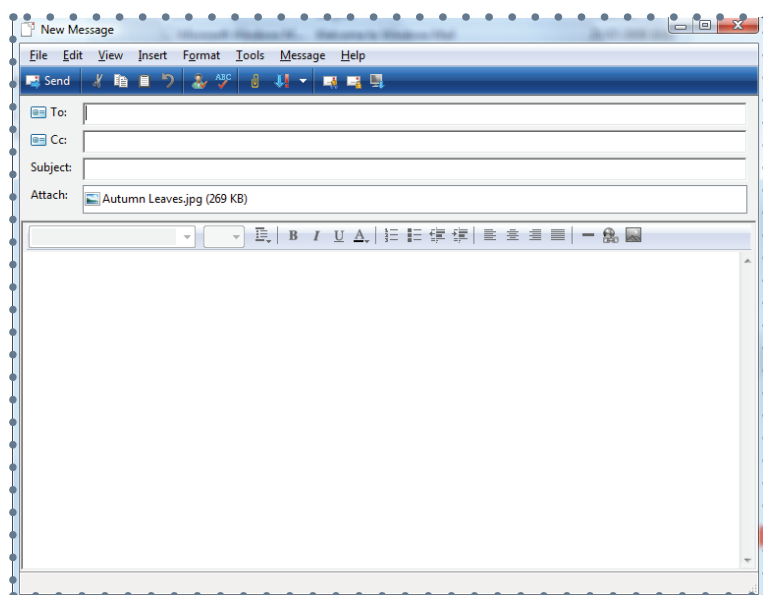 New Message
File Edit View Insert Format Tools Message Help
Send ABC
To:
Cc:
Subject:
Attach: Autumn Leaves.jpg (269 KB)
B I U A